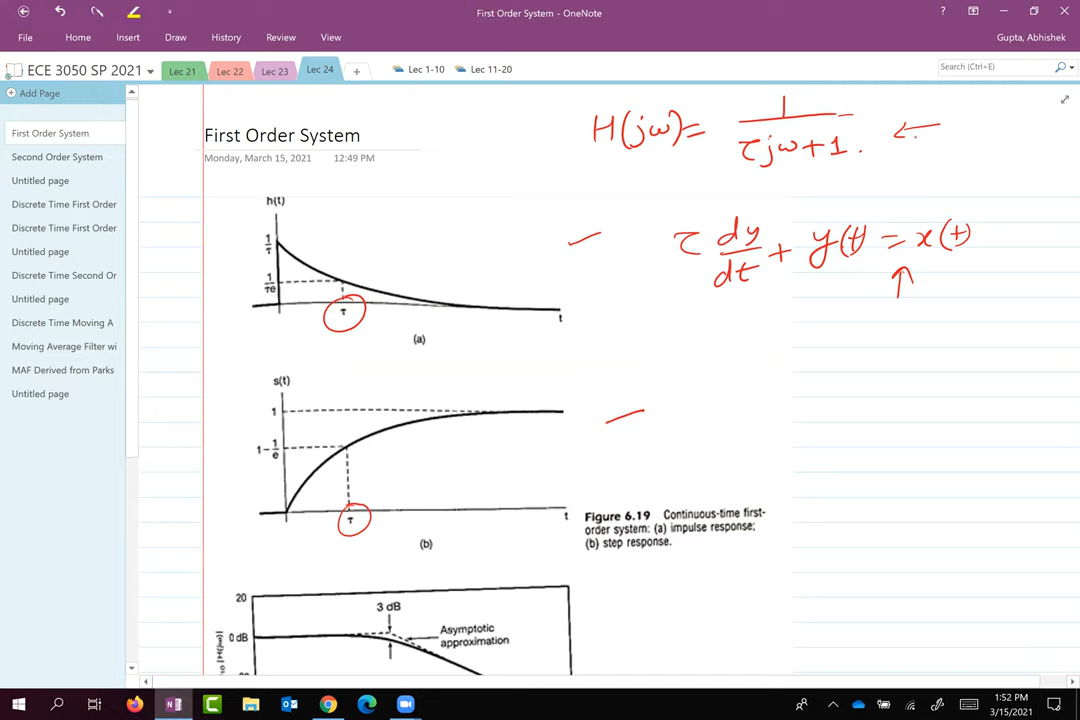 First Order System - OneNote
?
File
Home
Insert
Draw
History
Review
View
Gupta, Abhishek
ECE 3050 SP 2021
Lec 21
Lec 22
Lec 23
Lec 24
+
Lec 1-10
Lec 11-20
Search (Ctrl+E)
Add Page
First Order System
Second Order System
Untitled page
Discrete Time First Order
Discrete Time First Order
Untitled page
Discrete Time Second Or
Untitled page
Discrete Time Moving A
Moving Average Filter wi
MAF Derived from Parks
Untitled page
First Order System
Monday, March 15, 2021 12:49 PM
H(jω) = 1 / (τjω+1) .
τ dy/dt + y(t) = x(t)
h(t)
1/τ
1/τe
τ
t
(a)
s(t)
1
1-1/e
τ
t
(b)
Figure 6.19 Continuous-time first-
order system: (a) impulse response;
(b) step response.
20
3 dB
0 dB
Asymptotic
approximation
|H(jω)|
1:52 PM
3/15/2021